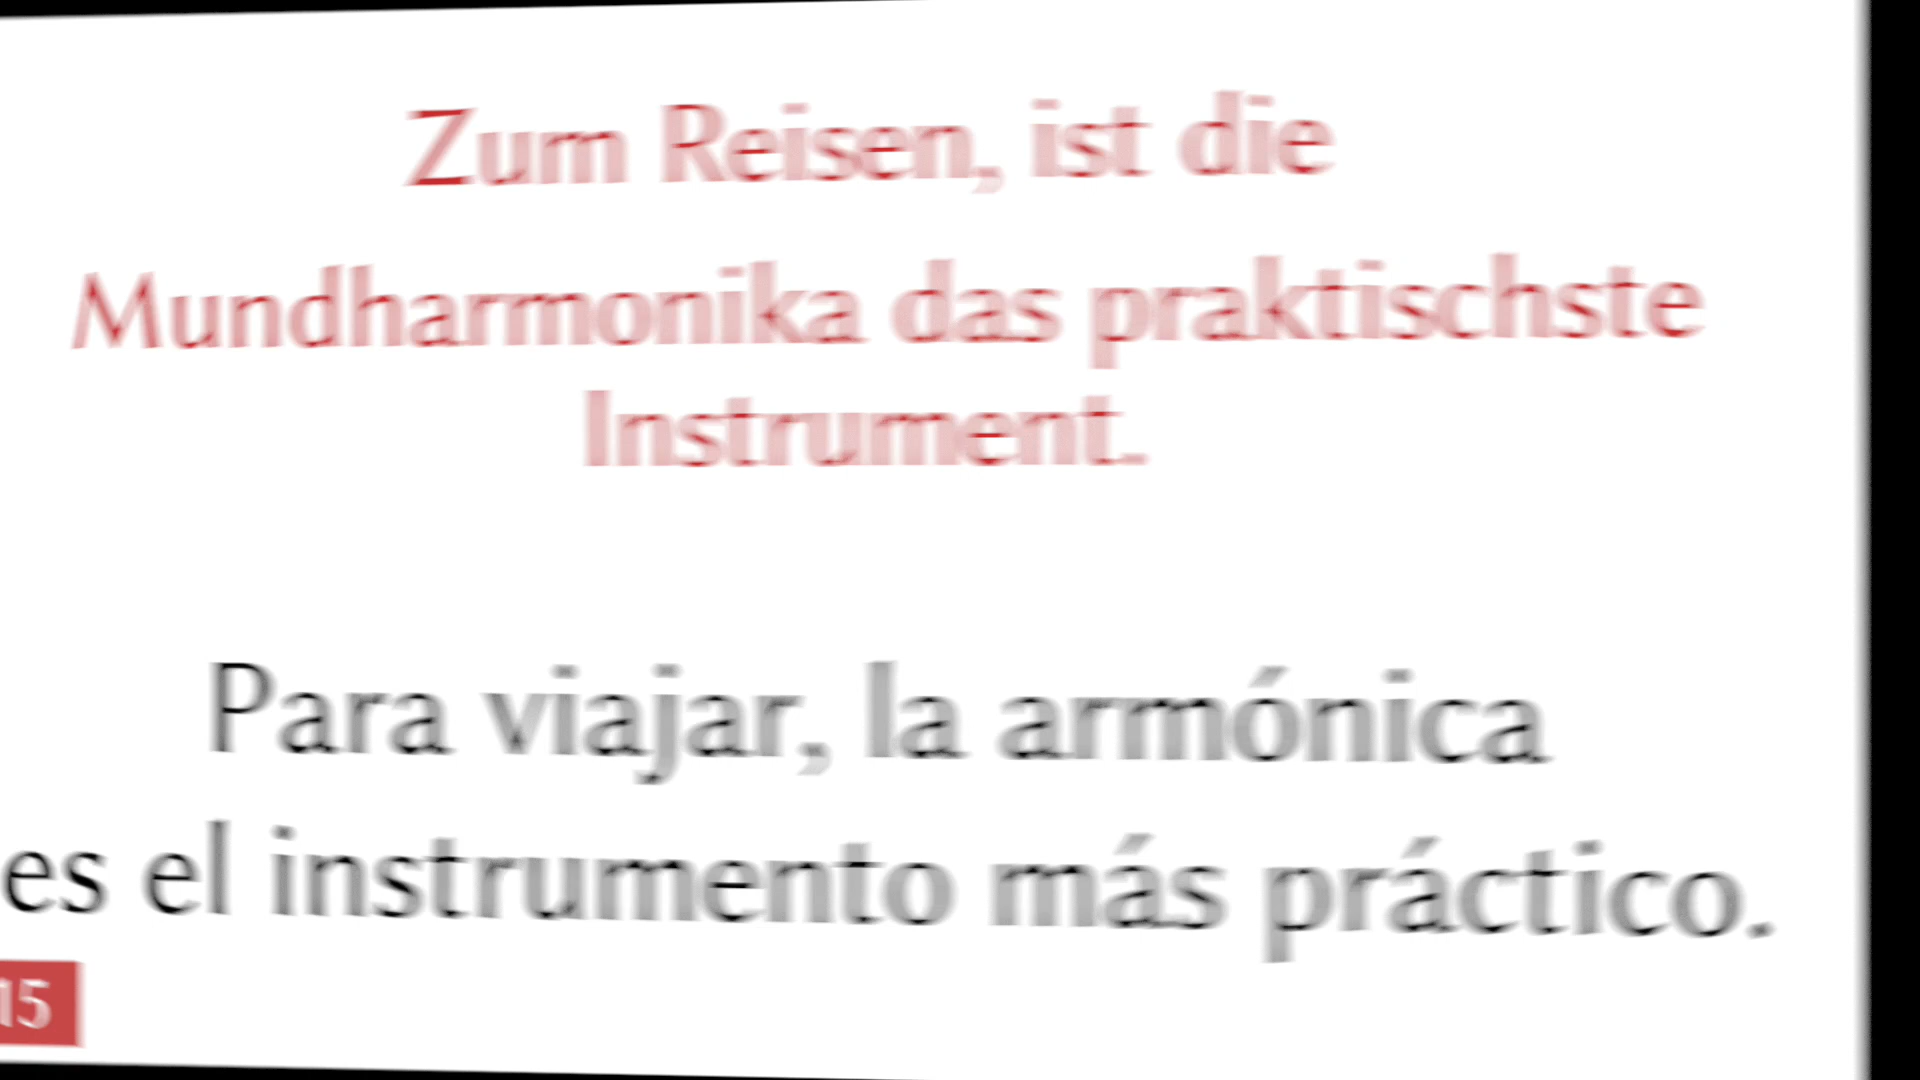 Zum Reisen, ist die
Mundharmonika das praktischste
Instrument.
Para viajar, la armónica
es el instrumento más práctico.
15